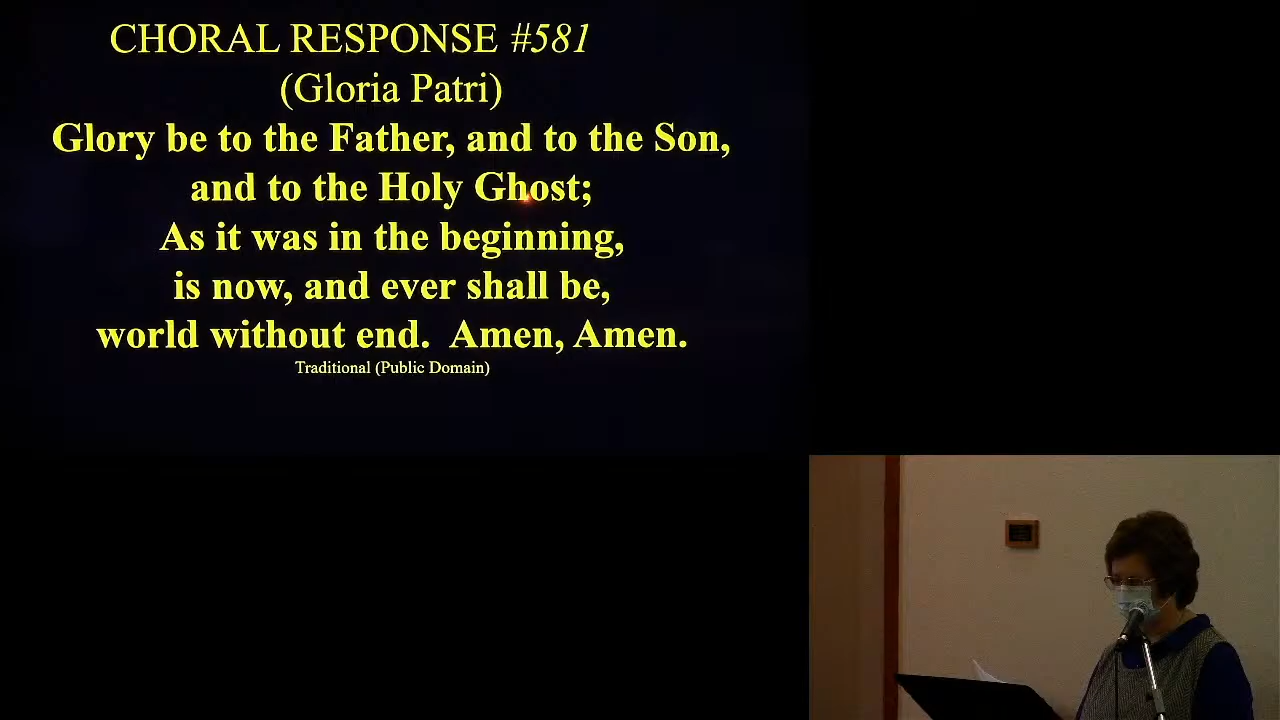 CHORAL RESPONSE #581
(Gloria Patri)
Glory be to the Father, and to the Son,
and to the Holy Ghost;
As it was in the beginning,
is now, and ever shall be,
world without end.  Amen, Amen.
Traditional (Public Domain)